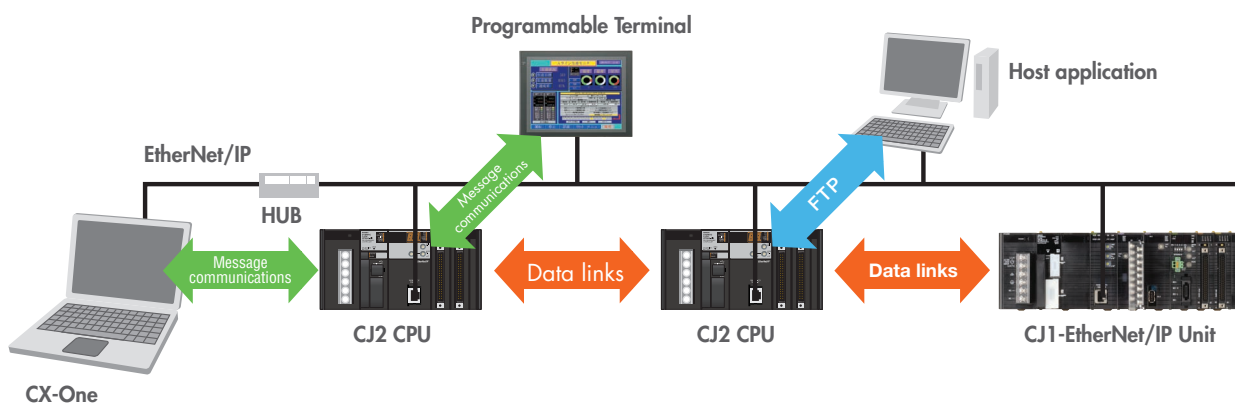 Programmable Terminal
Host application
EtherNet/IP
HUB
Message
communications
FTP
Message
communications
Data links
Data links
CJ2 CPU
CJ2 CPU
CJ1-EtherNet/IP Unit
CX-One